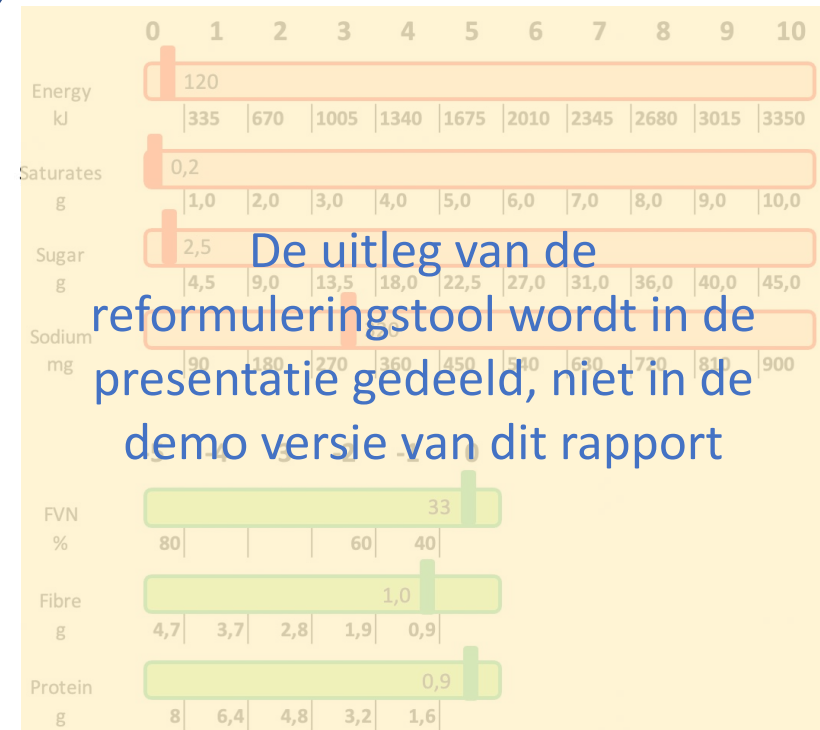 0 1 2 3 4 5 6 7 8 9 10
Energy
kJ
120
335 670 1005 1340 1675 2010 2345 2680 3015 3350
Saturates
g
0,2
1,0 2,0 3,0 4,0 5,0 6,0 7,0 8,0 9,0 10,0
Sugar
g
2,5
De uitleg van de
4,5 9,0 13,5 18,0 22,5 27,0 31,0 36,0 40,0 45,0
reformuleringstool wordt in de
Sodium
mg
90 180 270 360 450 540 630 720 810 900
presentatie gedeeld, niet in de
demo versie van dit rapport
-5 -4 -3 -2 -1 0
FVN
%
33
80 60 40
Fibre
g
1,0
4,7 3,7 2,8 1,9 0,9
Protein
g
0,9
8 6,4 4,8 3,2 1,6